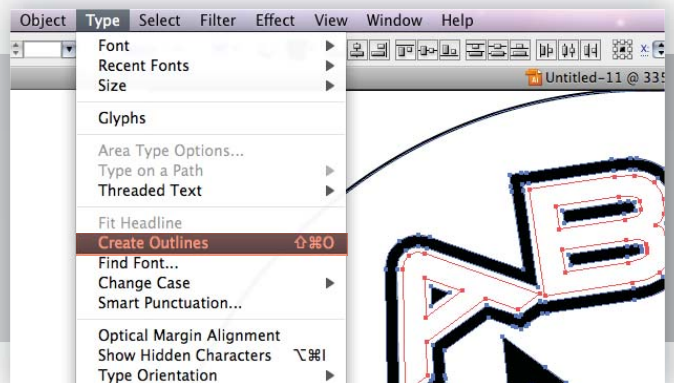 Object Type Select Filter Effect View Window Help
x:
Untitled-11 @ 335
Font
Recent Fonts
Size
Glyphs
Area Type Options...
Type on a Path
Threaded Text
Fit Headline
Create Outlines ⇧⌘O
Find Font...
Change Case
Smart Punctuation...
Optical Margin Alignment
Show Hidden Characters ⌥⌘I
Type Orientation
A B